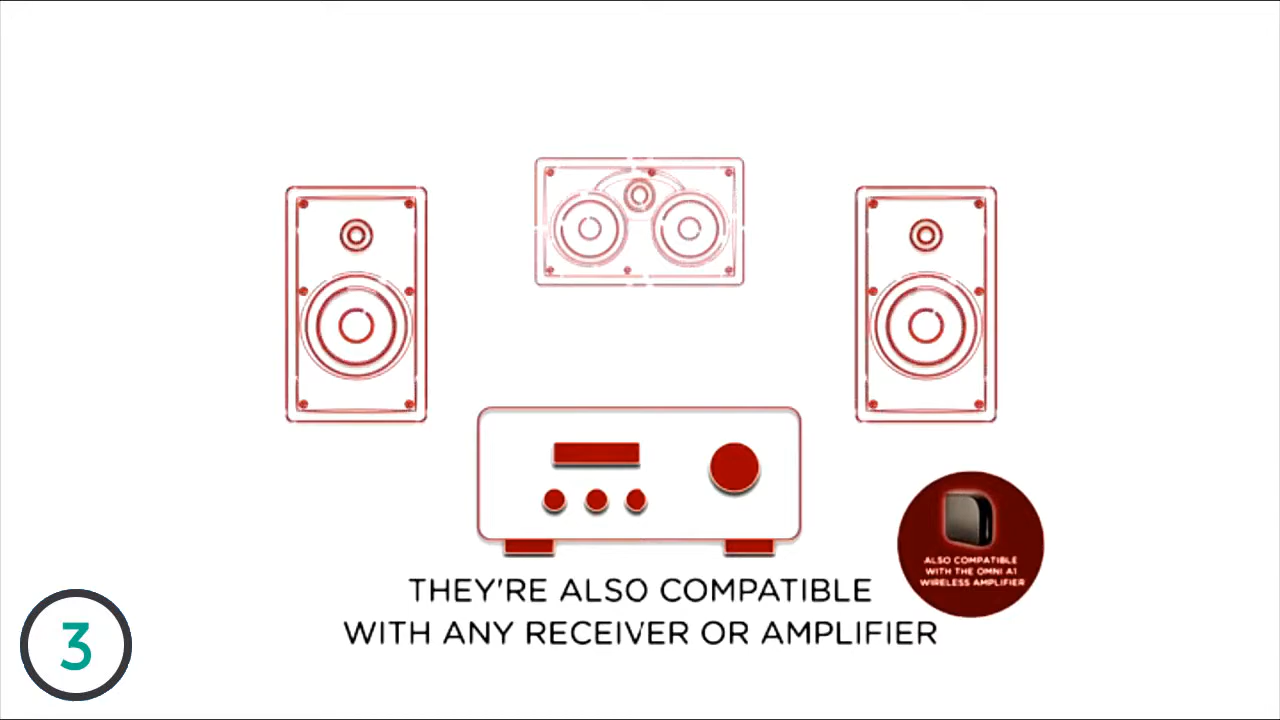 ALSO COMPATIBLE
WITH THE OMNI A1
WIRELESS AMPLIFIER
THEY'RE ALSO COMPATIBLE
WITH ANY RECEIVER OR AMPLIFIER
3